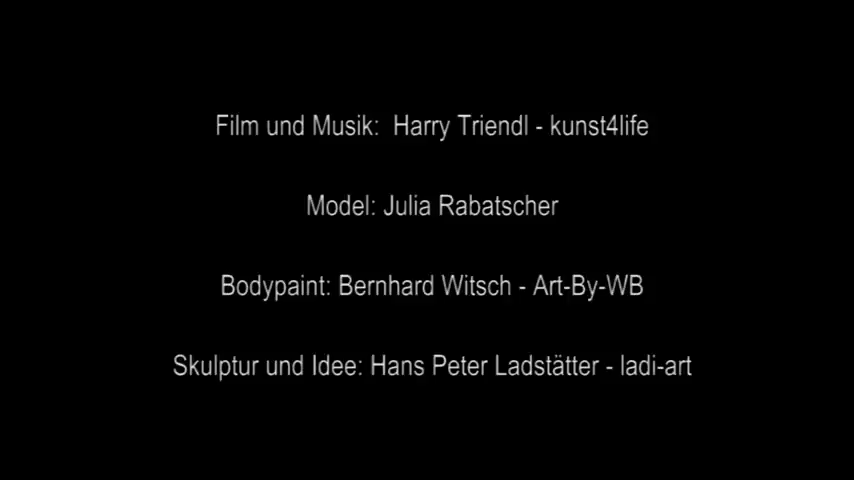 Film und Musik:  Harry Triendl - kunst4life
Model: Julia Rabatscher
Bodypaint: Bernhard Witsch - Art-By-WB
Skulptur und Idee: Hans Peter Ladstätter - ladi-art